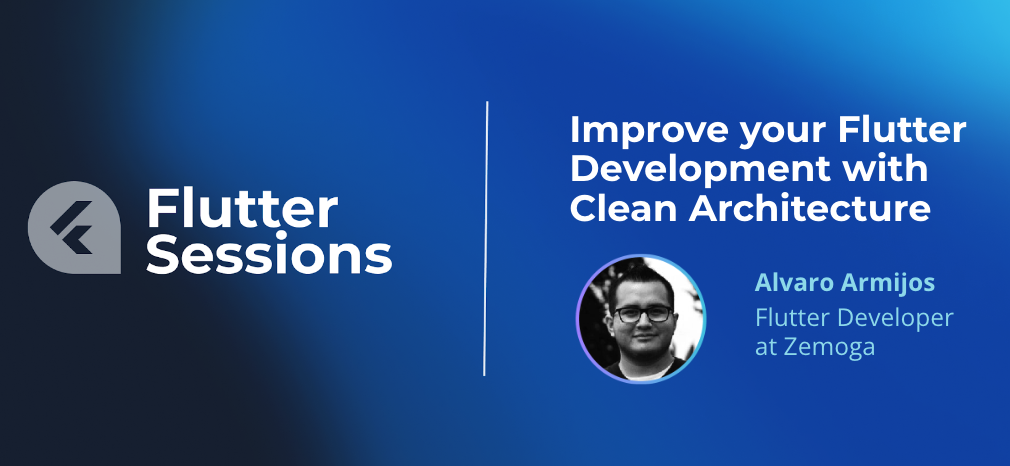 Flutter
Sessions
Improve your Flutter
Development with
Clean Architecture
Alvaro Armijos
Flutter Developer
at Zemoga